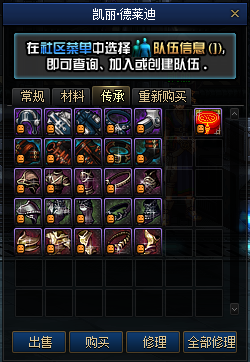 凯丽·德莱迪
在社区菜单中选择队伍信息(I),
即可查询、加入或创建队伍.
常规 材料 传承 重新购买
出售 购买 修理 全部修理